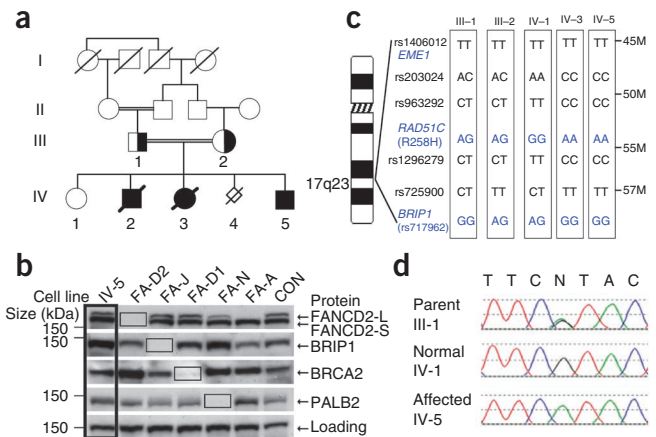 a
I
II
III
1 2
IV
1 2 3 4 5
b
Cell line IV-5 FA-D2 FA-J FA-D1 FA-N FA-A CON Protein
Size (kDa)
←FANCD2-L
←FANCD2-S
150
150 ←BRIP1
←BRCA2
150 ←PALB2
150 ←Loading
c
III–1 III–2 IV–1 IV–3 IV–5
rs1406012 TT TT TT TT TT 45M
EME1
rs203024 AC AC AA CC CC
rs963292 CT CT TT CC CC 50M
RAD51C
(R258H) AG AG GG AA AA
55M
rs1296279 CT CT TT CC CC
17q23 rs725900 CT TT CT TT TT 57M
BRIP1
(rs717962) GG AG AG GG GG
d
T T C N T A C
Parent
III-1
Normal
IV-1
Affected
IV-5